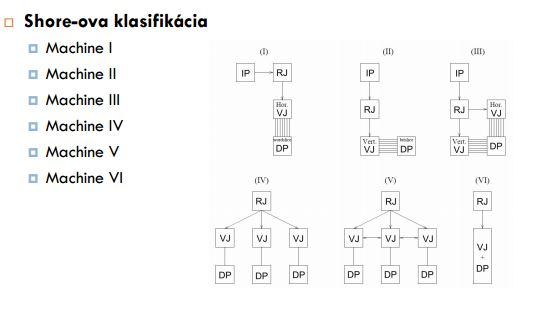 Shore-ova klasifikácia
Machine I
Machine II
Machine III
Machine IV
Machine V
Machine VI
(I)
IP
RJ
Hor.
VJ
wordslice
DP
(II)
IP
RJ
Vert.
VJ
bitslice
DP
(III)
IP
RJ
Hor.
VJ
Vert.
VJ
DP
(IV)
RJ
VJ
VJ
VJ
DP
DP
DP
(V)
RJ
VJ
VJ
VJ
DP
DP
DP
(VI)
RJ
VJ
+
DP